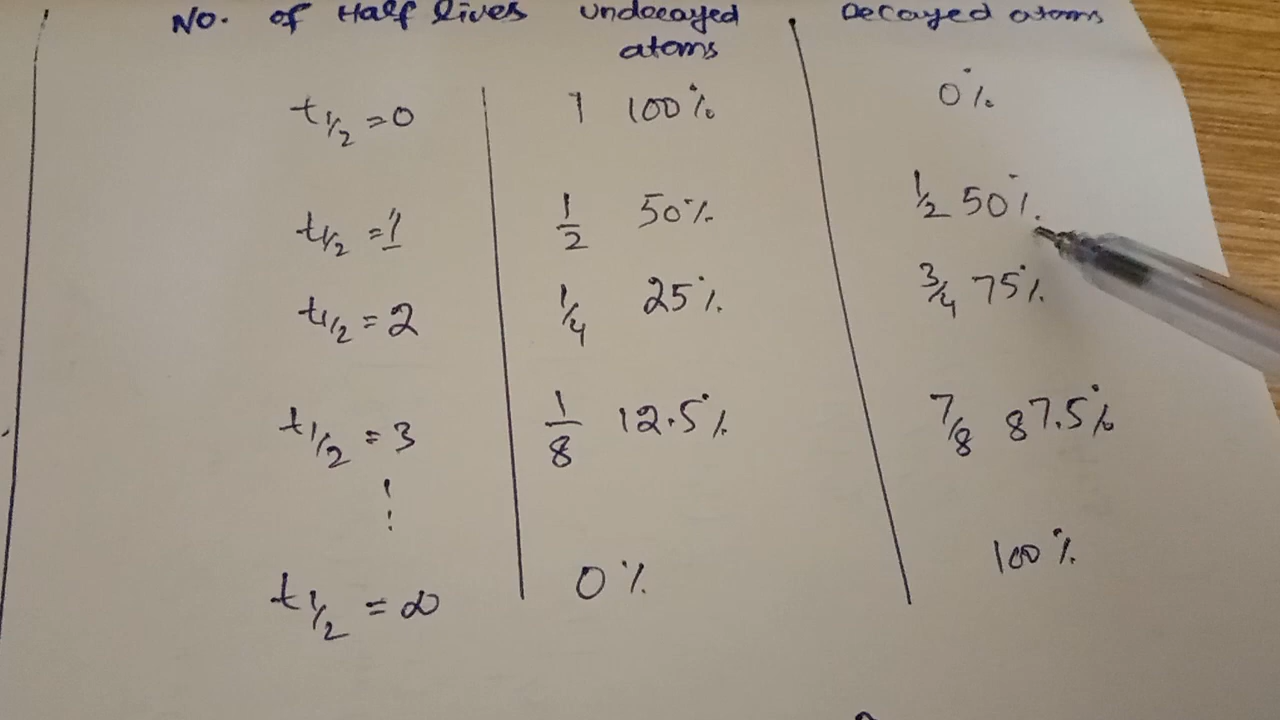 No. of Half lives undecayed atoms Decayed atoms
t1/2 =0 1 100% 0%
t1/2 =1 1/2 50% 1/2 50%
t1/2 =2 1/4 25% 3/4 75%
t1/2 =3 1/8 12.5% 7/8 87.5%
t1/2 =∞ 0% 100%